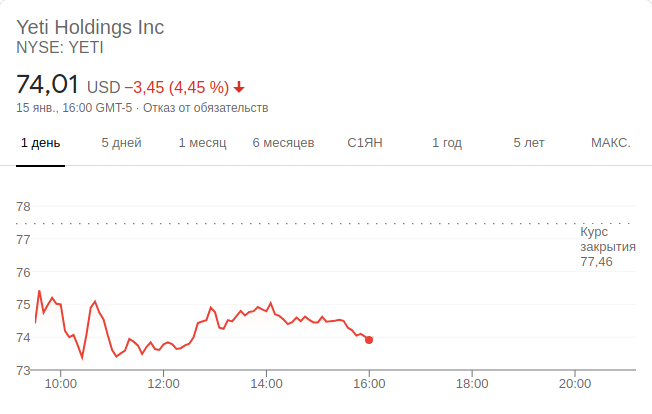 Yeti Holdings Inc
NYSE: YETI
74,01 USD −3,45 (4,45 %)
15 янв., 16:00 GMT-5 · Отказ от обязательств
1 день 5 дней 1 месяц 6 месяцев С1ЯН 1 год 5 лет МАКС.
78
77
76
75
74
73
Курс
закрытия
77,46
10:00 12:00 14:00 16:00 18:00 20:00